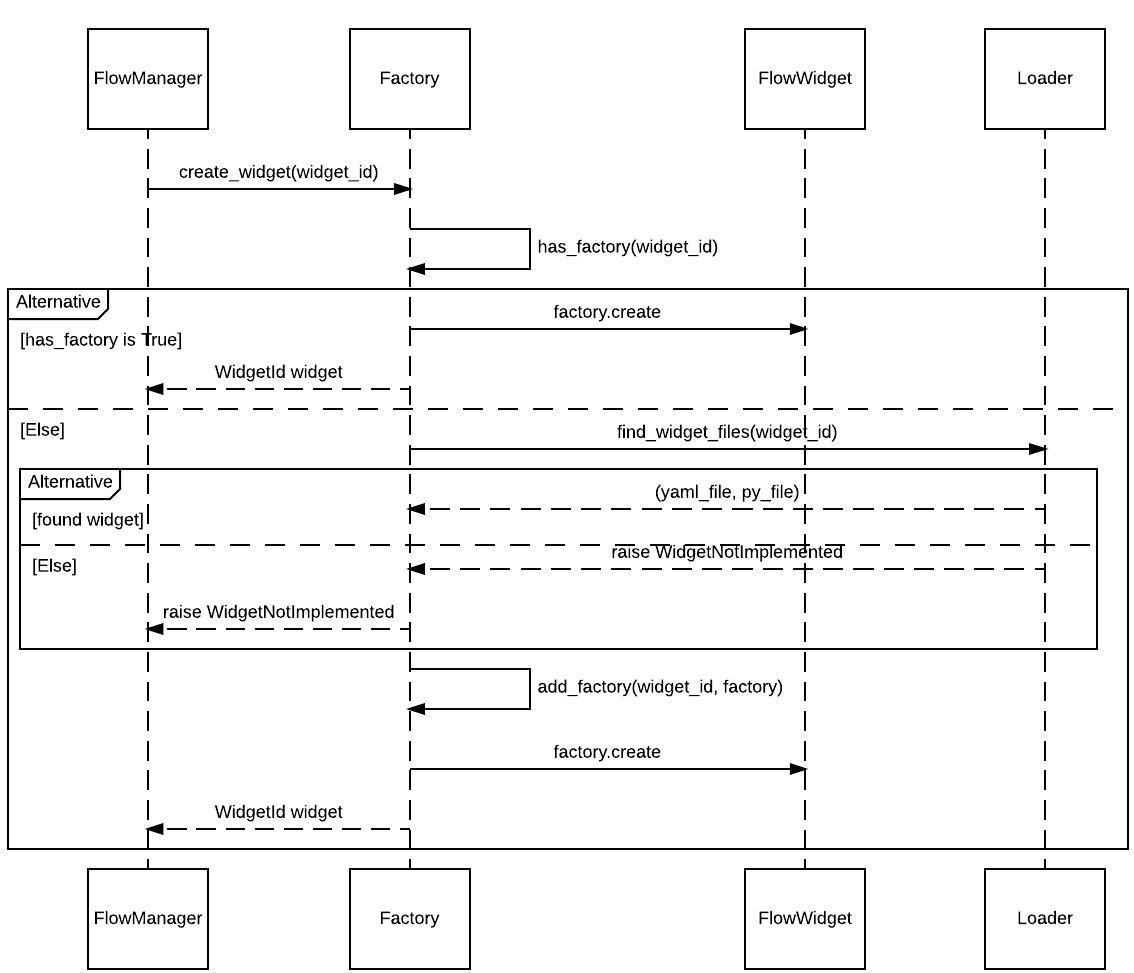 FlowManager
Factory
FlowWidget
Loader
create_widget(widget_id)
has_factory(widget_id)
Alternative
factory.create
[has_factory is True]
WidgetId widget
[Else]
find_widget_files(widget_id)
Alternative
(yaml_file, py_file)
[found widget]
raise WidgetNotImplemented
[Else]
raise WidgetNotImplemented
add_factory(widget_id, factory)
factory.create
WidgetId widget
FlowManager
Factory
FlowWidget
Loader